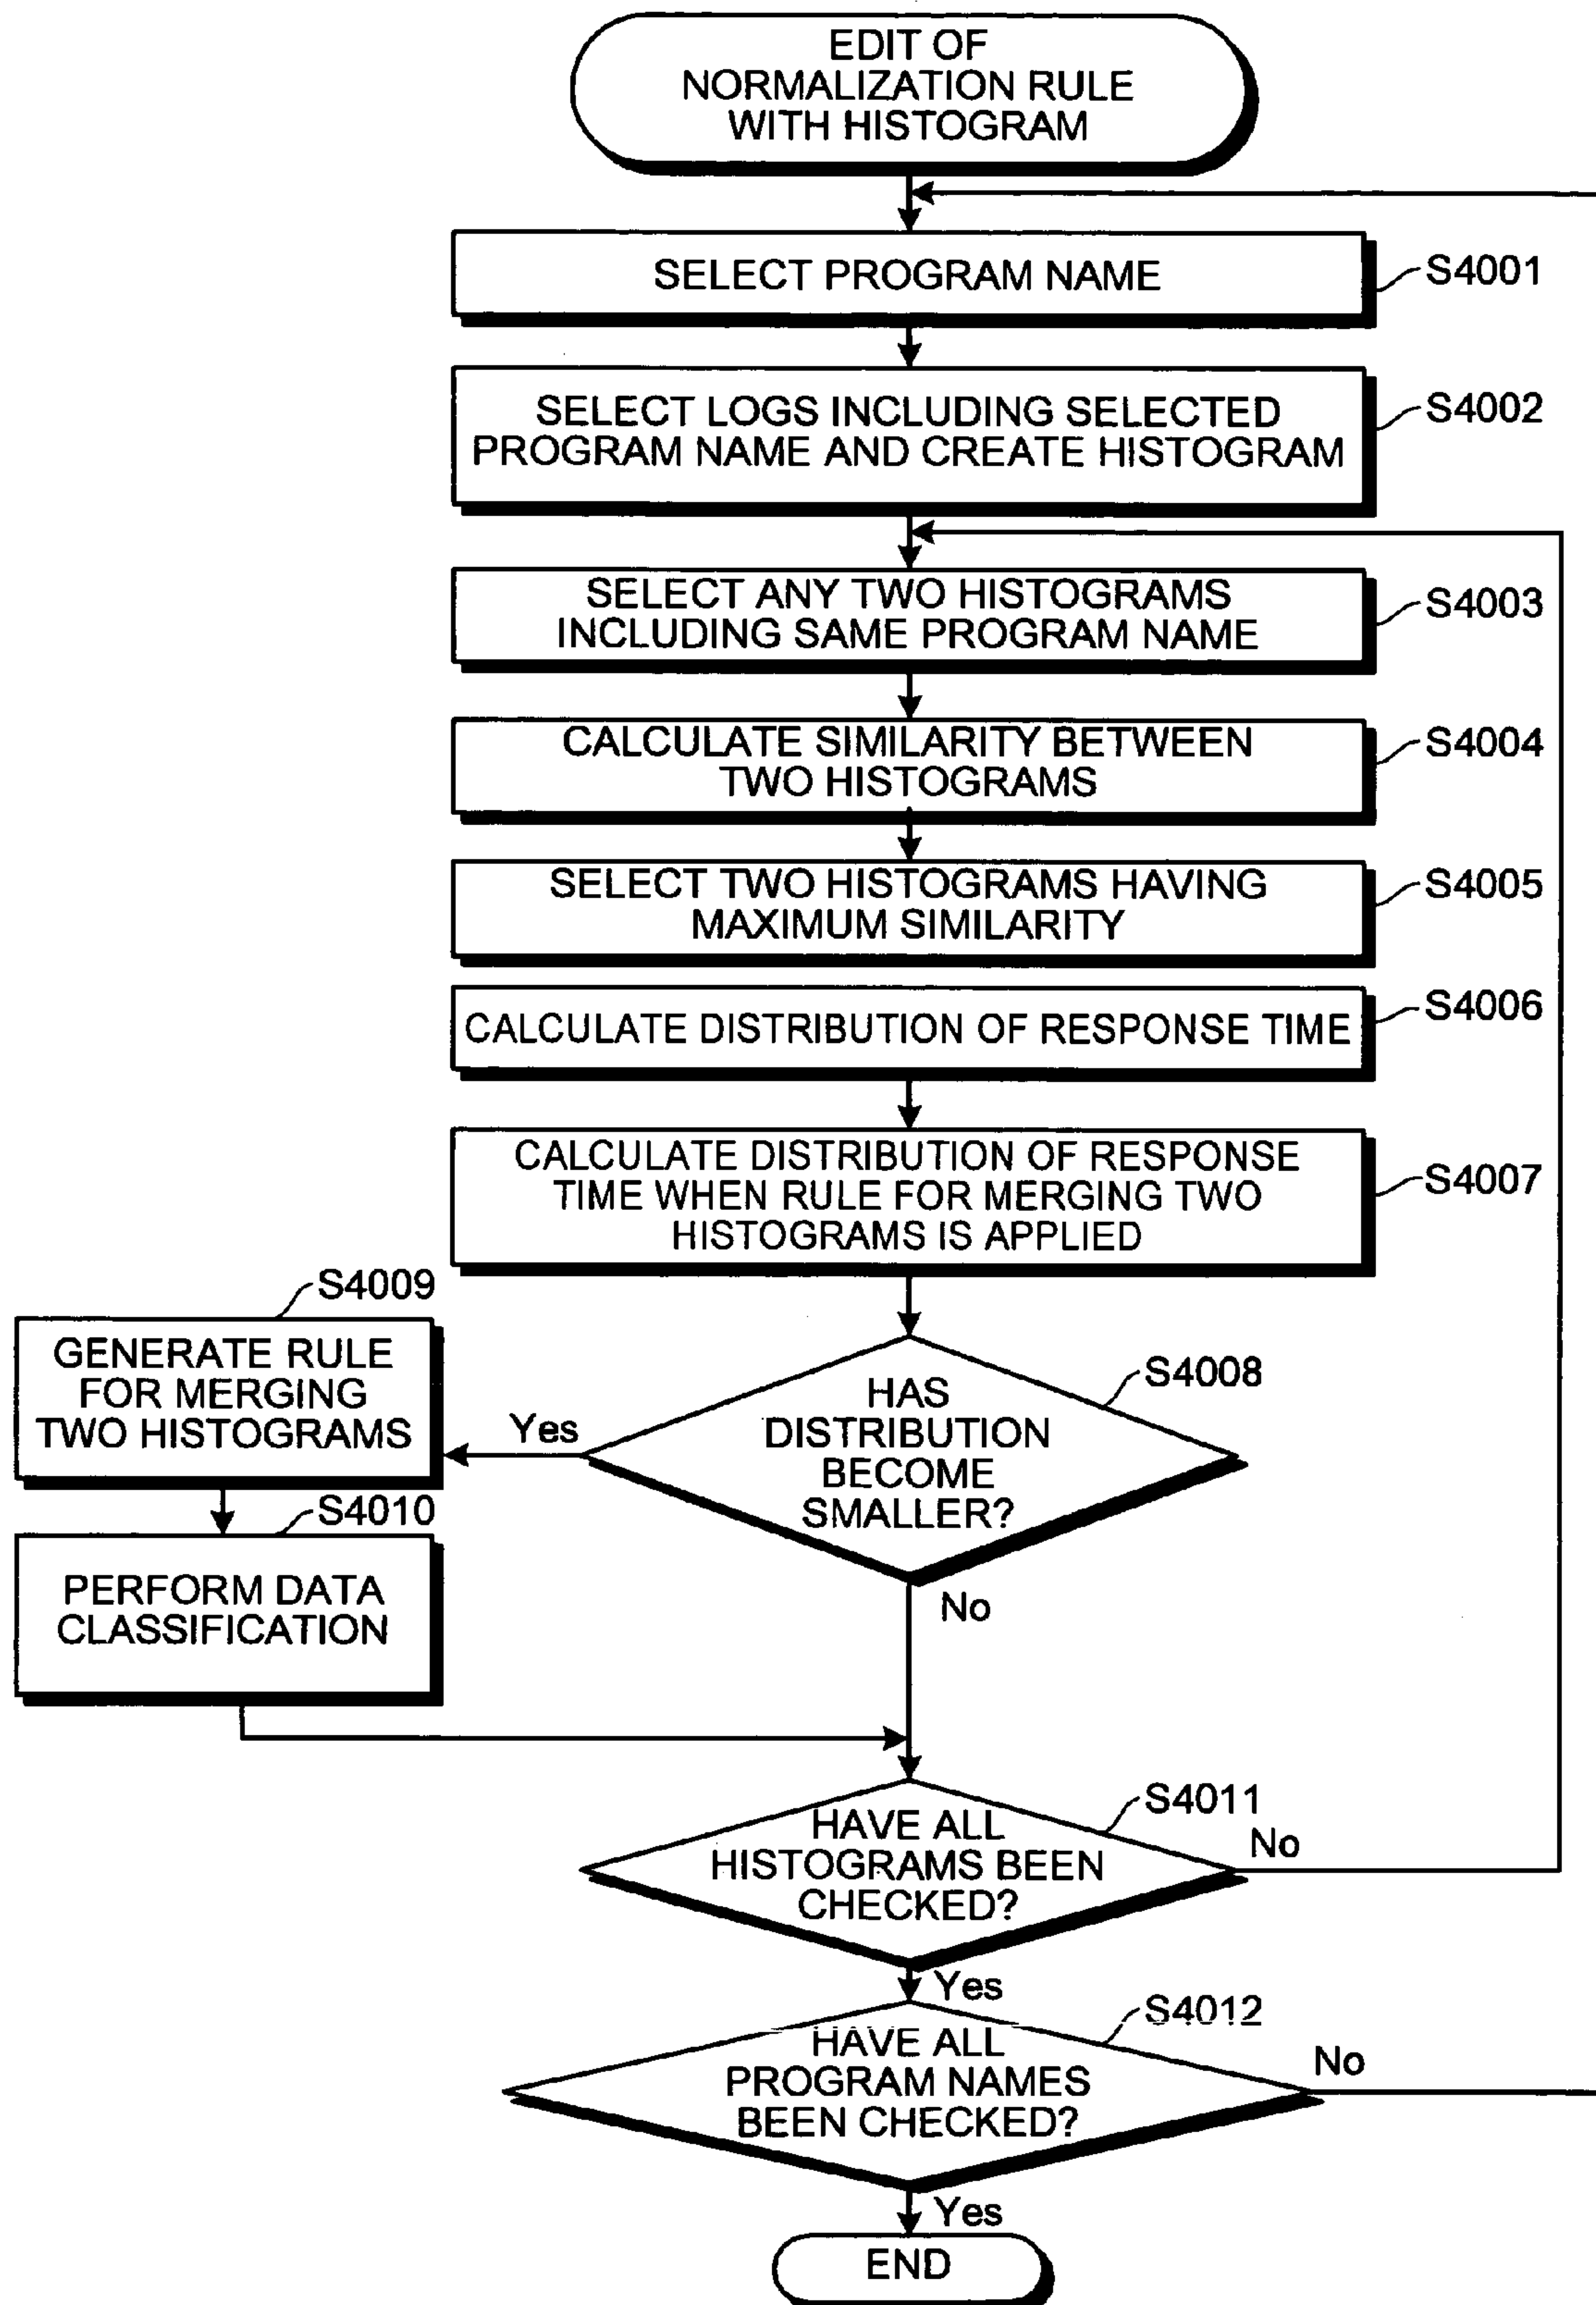 EDIT OF
NORMALIZATION RULE
WITH HISTOGRAM
SELECT PROGRAM NAME
S4001
SELECT LOGS INCLUDING SELECTED
PROGRAM NAME AND CREATE HISTOGRAM
S4002
SELECT ANY TWO HISTOGRAMS
INCLUDING SAME PROGRAM NAME
S4003
CALCULATE SIMILARITY BETWEEN
TWO HISTOGRAMS
S4004
SELECT TWO HISTOGRAMS HAVING
MAXIMUM SIMILARITY
S4005
CALCULATE DISTRIBUTION OF RESPONSE TIME
S4006
CALCULATE DISTRIBUTION OF RESPONSE
TIME WHEN RULE FOR MERGING TWO
HISTOGRAMS IS APPLIED
S4007
HAS
DISTRIBUTION
BECOME
SMALLER?
S4008
Yes
No
S4009
GENERATE RULE
FOR MERGING
TWO HISTOGRAMS
S4010
PERFORM DATA
CLASSIFICATION
HAVE ALL
HISTOGRAMS BEEN
CHECKED?
S4011
No
Yes
HAVE ALL
PROGRAM NAMES
BEEN CHECKED?
S4012
No
Yes
END